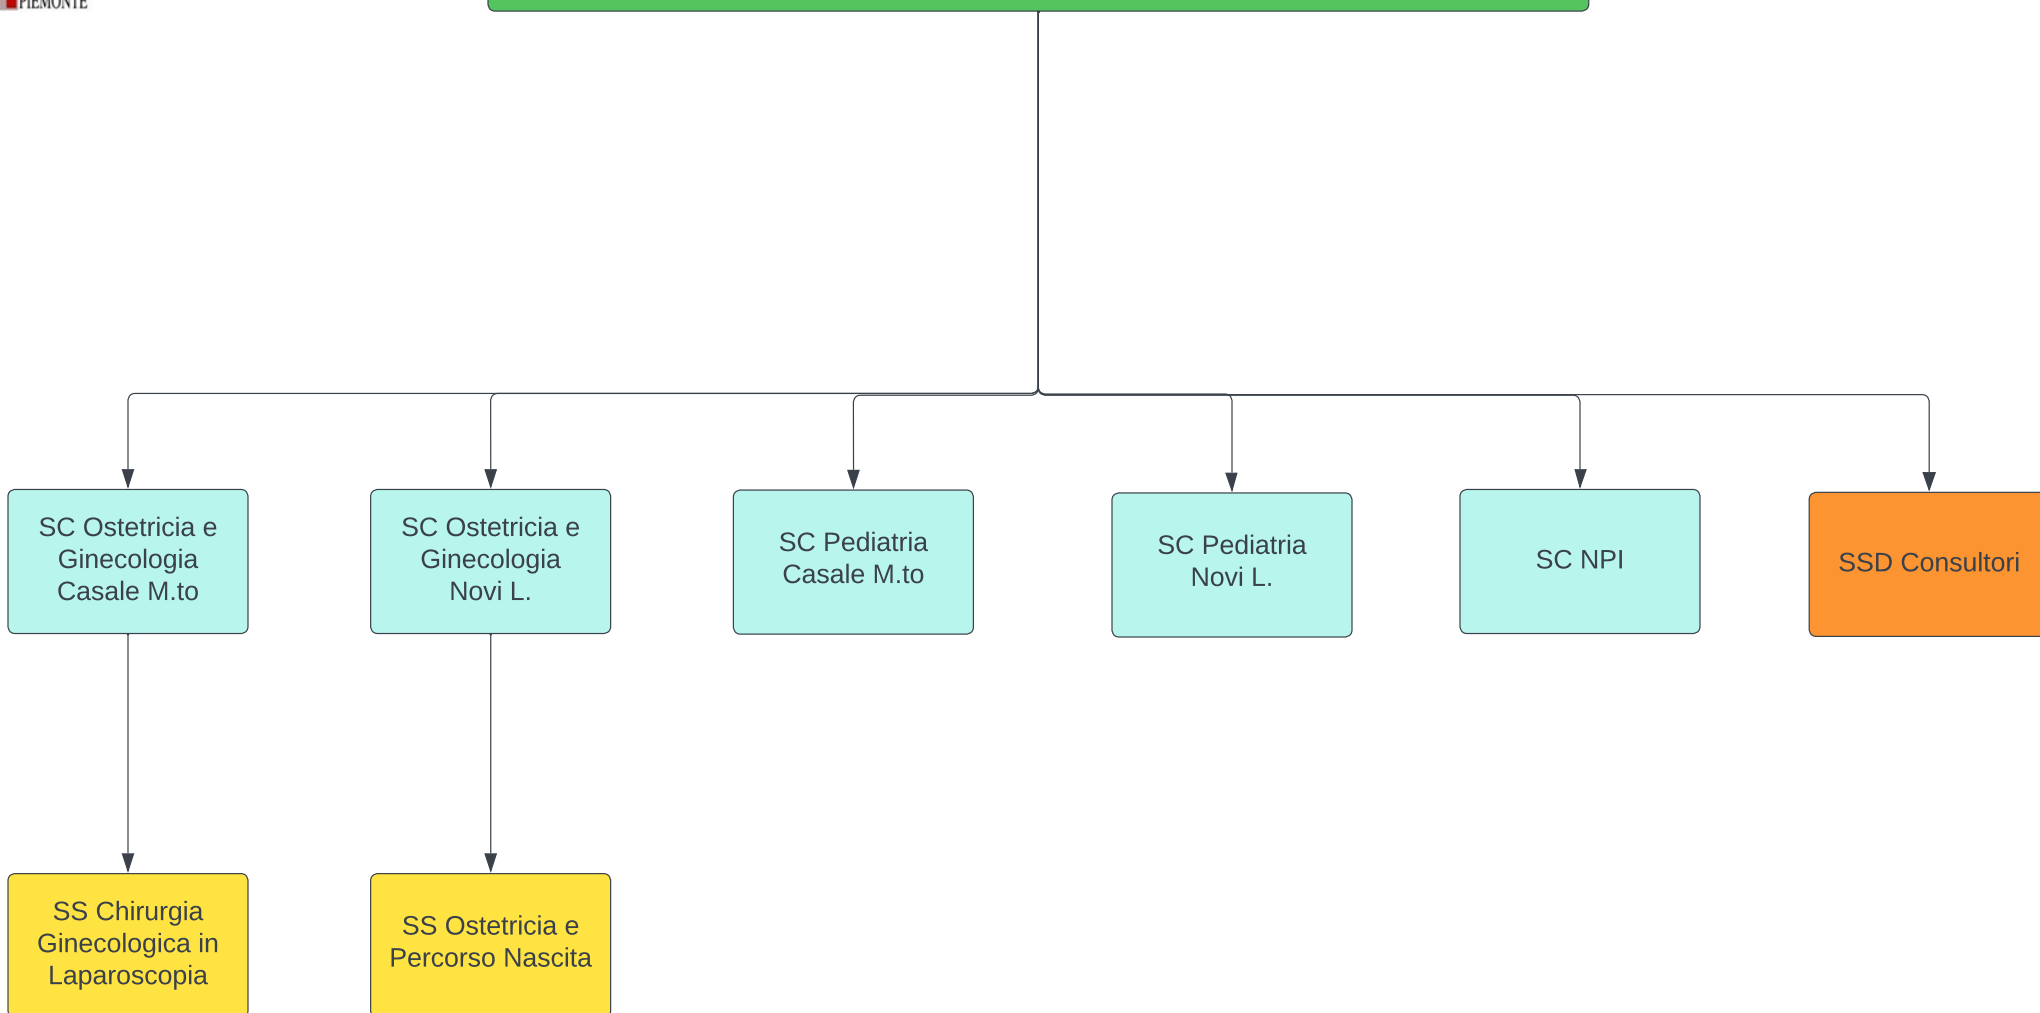 PIEMONTE
SC Ostetricia e
Ginecologia
Casale M.to
SC Ostetricia e
Ginecologia
Novi L.
SC Pediatria
Casale M.to
SC Pediatria
Novi L.
SC NPI
SSD Consultori
SS Chirurgia
Ginecologica in
Laparoscopia
SS Ostetricia e
Percorso Nascita